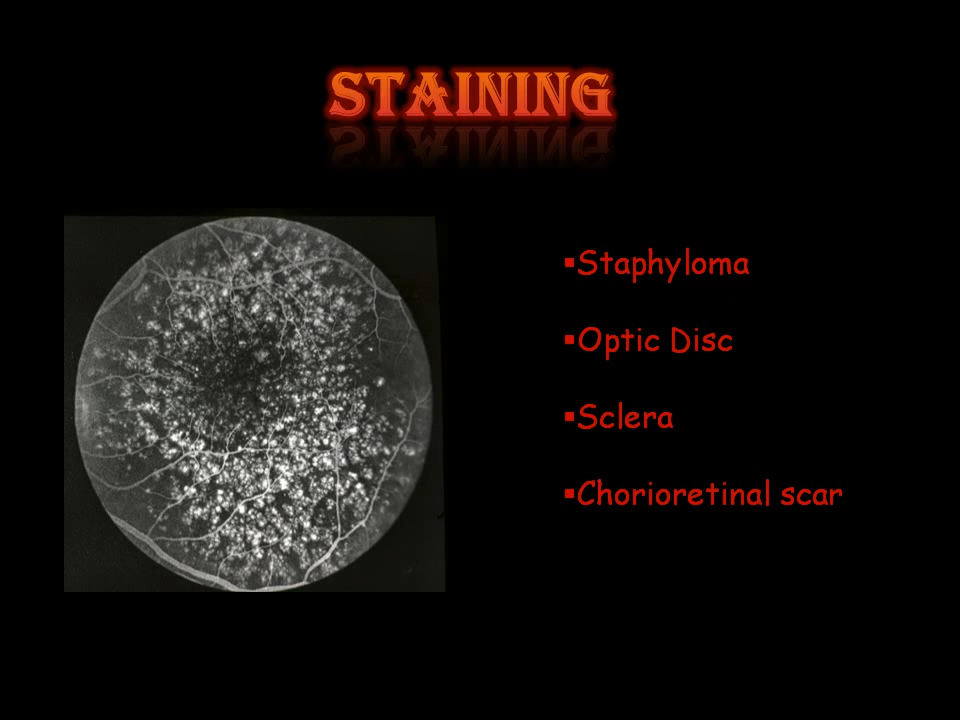 STAINING
▪Staphyloma
▪Optic Disc
▪Sclera
▪Chorioretinal scar